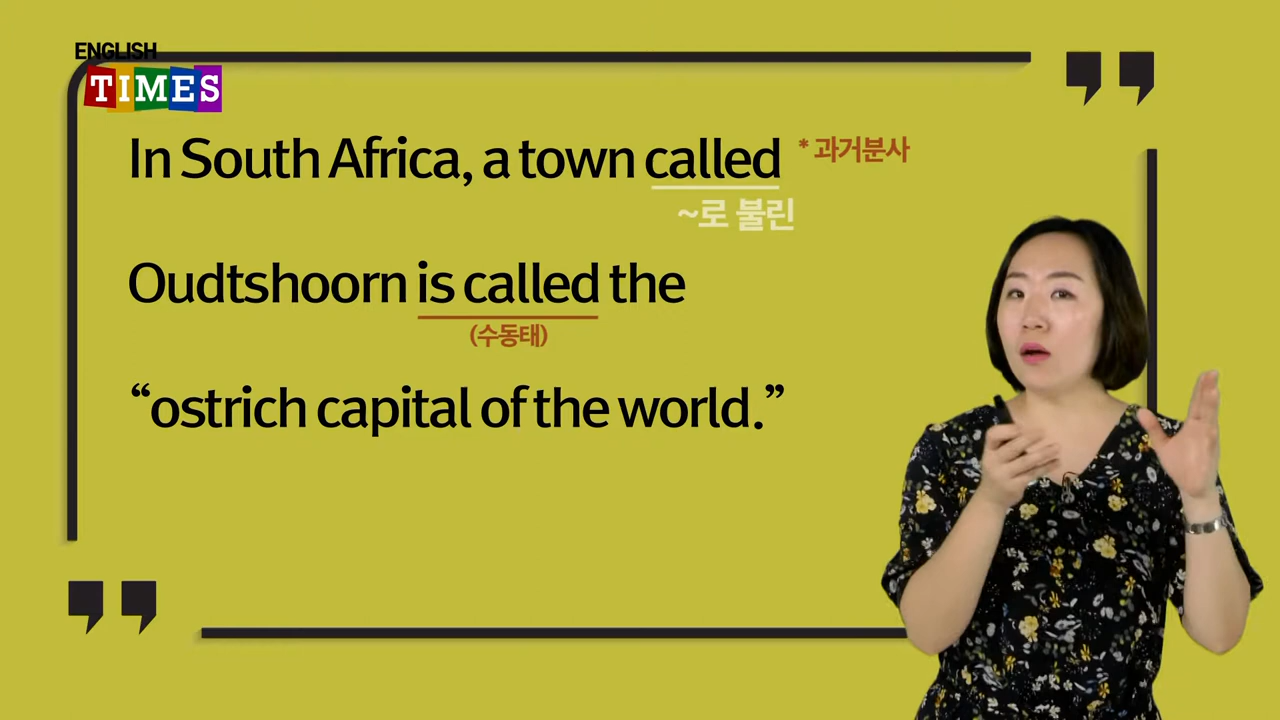 ENGLISH
TIMES
In South Africa, a town called * 과거분사
~로 불린
Oudtshoorn is called the
(수동태)
“ostrich capital of the world.”